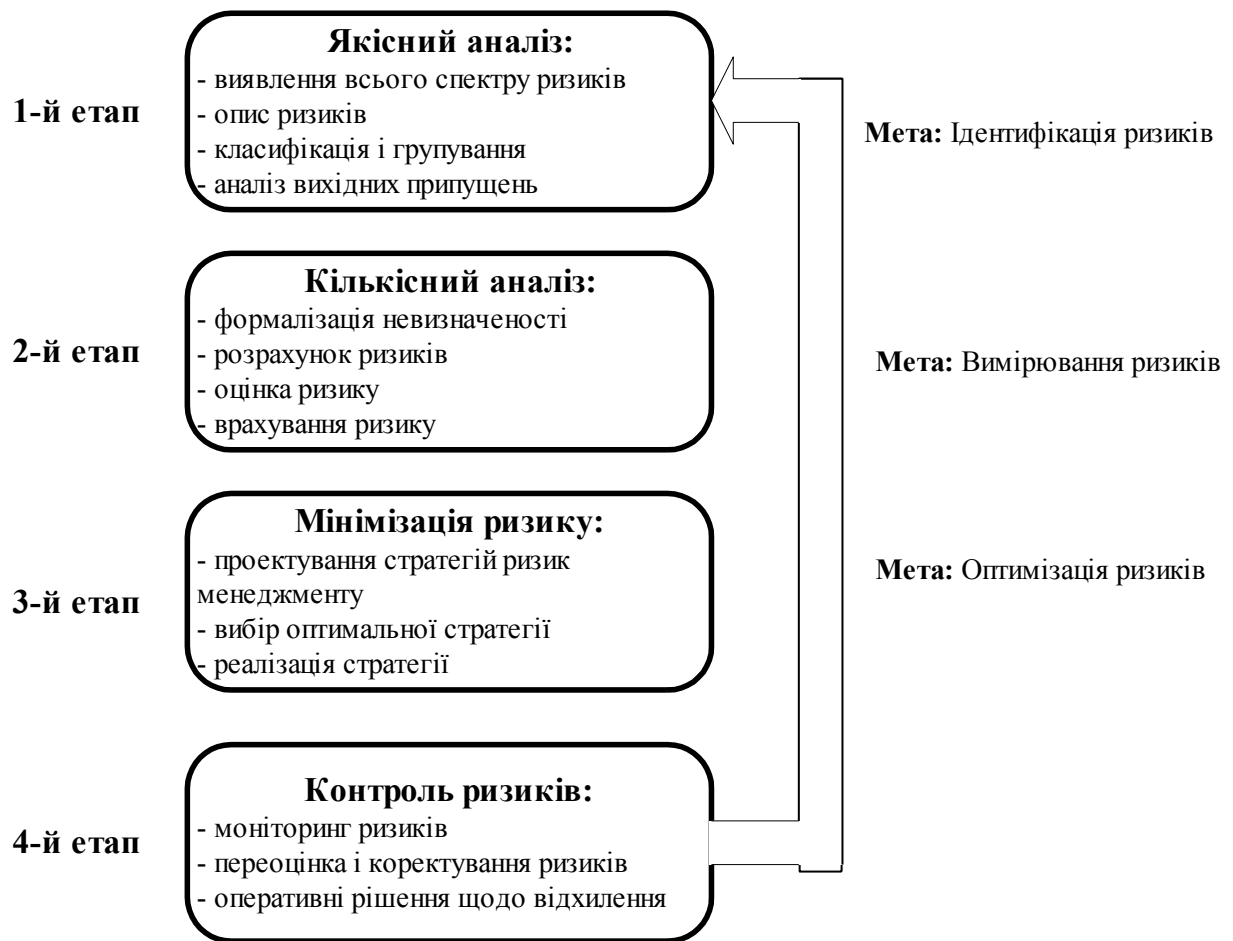 Якісний аналіз:
- виявлення всього спектру ризиків
- опис ризиків
- класифікація і групування
- аналіз вихідних припущень
1-й етап
Мета: Ідентифікація ризиків
Кількісний аналіз:
- формалізація невизначеності
- розрахунок ризиків
- оцінка ризику
- врахування ризику
2-й етап
Мета: Вимірювання ризиків
Мінімізація ризику:
- проектування стратегій ризик
менеджменту
- вибір оптимальної стратегії
- реалізація стратегії
3-й етап
Мета: Оптимізація ризиків
Контроль ризиків:
- моніторинг ризиків
- переоцінка і коректування ризиків
- оперативні рішення щодо відхилення
4-й етап